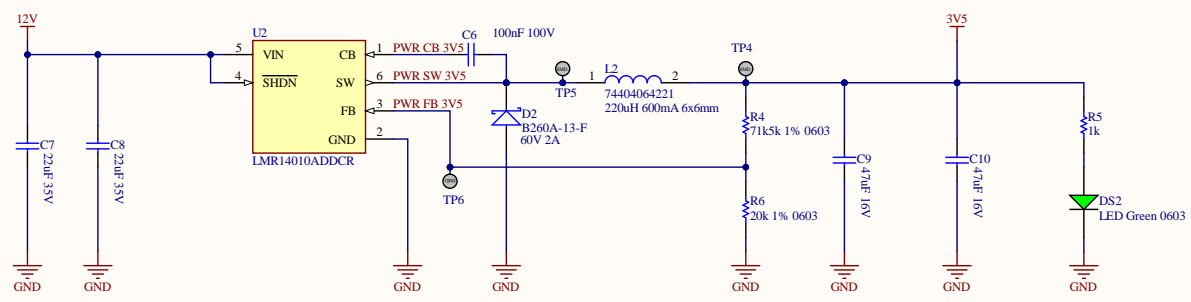 12V
3V5
U2
C6
100nF 100V
5
VIN
CB
1
PWR CB 3V5
TP4
4
SHDN
SW
6
PWR SW 3V5
TP5
1
L2
2
74404064221
220uH 600mA 6x6mm
FB
3
PWR FB 3V5
D2
B260A-13-F
60V 2A
R4
71k5k 1% 0603
R5
1k
GND
2
LMR14010ADDCR
C7
22uF 35V
C8
22uF 35V
C9
47uF 16V
C10
47uF 16V
TP6
R6
20k 1% 0603
DS2
LED Green 0603
GND
GND
GND
GND
GND
GND
GND
GND